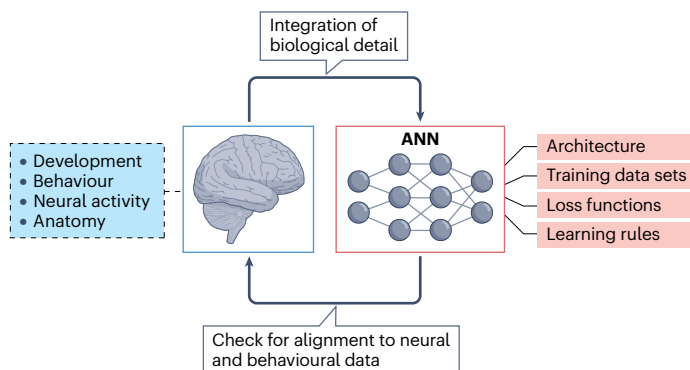 Integration of
biological detail
ANN
• Development
• Behaviour
• Neural activity
• Anatomy
Architecture
Training data sets
Loss functions
Learning rules
Check for alignment to neural
and behavioural data